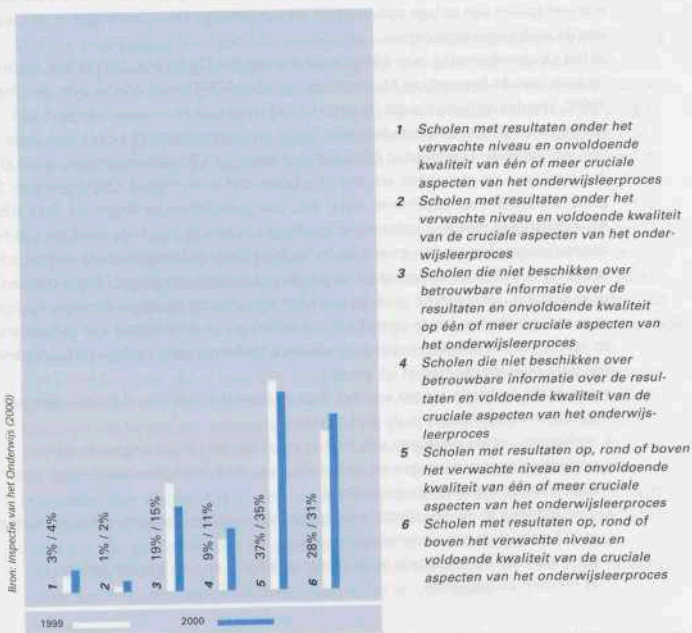 Bron: Inspectie van het Onderwijs (2000)
1 3% / 4%
2 1% / 2%
3 19% / 15%
4 9% / 11%
5 37% / 35%
6 28% / 31%
1999
2000
1 Scholen met resultaten onder het
verwachte niveau en onvoldoende
kwaliteit van één of meer cruciale
aspecten van het onderwijsleerproces
2 Scholen met resultaten onder het
verwachte niveau en voldoende kwaliteit
van de cruciale aspecten van het onder-
wijsleerproces
3 Scholen die niet beschikken over
betrouwbare informatie over de
resultaten en onvoldoende kwaliteit
op één of meer cruciale aspecten van
het onderwijsleerproces
4 Scholen die niet beschikken over
betrouwbare informatie over de resul-
taten en voldoende kwaliteit van de
cruciale aspecten van het onderwijs-
leerproces
5 Scholen met resultaten op, rond of boven
het verwachte niveau en onvoldoende
kwaliteit van één of meer cruciale
aspecten van het onderwijsleerproces
6 Scholen met resultaten op, rond of
boven het verwachte niveau en
voldoende kwaliteit van de cruciale
aspecten van het onderwijsleerproces